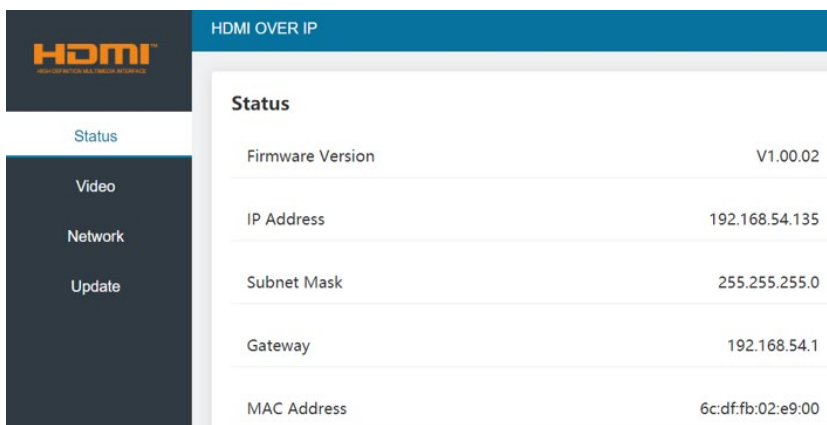 HDMI OVER IP
HDMI™
HIGH-DEFINITION MULTIMEDIA INTERFACE
Status
Video
Network
Update
Status
Firmware Version V1.00.02
IP Address 192.168.54.135
Subnet Mask 255.255.255.0
Gateway 192.168.54.1
MAC Address 6c:df:fb:02:e9:00